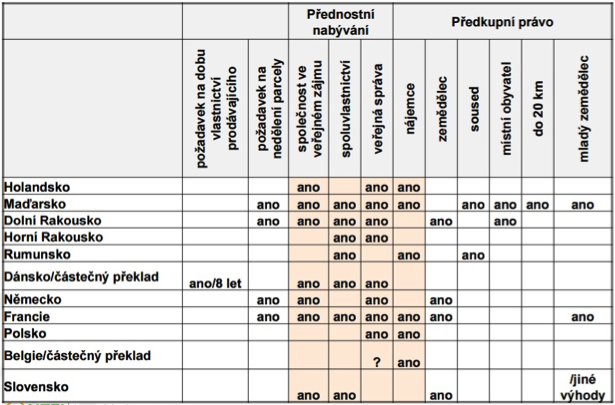 Přednostní nabývání Předkupní právo
požadavek na dobu vlastnictví prodávajícího požadavek na nedělení parcely společnost ve veřejném zájmu spoluvlastnictví veřejná správa nájemce zemědělec soused místní obyvatel do 20 km mladý zemědělec
Holandsko ano ano ano
Maďarsko ano ano ano ano ano ano ano ano ano
Dolní Rakousko ano ano ano ano ano ano
Horní Rakousko ano ano
Rumunsko ano ano ano
Dánsko/částečný překlad ano/8 let ano ano ano
Německo ano ano ano ano
Francie ano ano ano ano ano ano ano
Polsko ano ano
Belgie/částečný překlad ? ano
Slovensko ano ano ano /jiné výhody